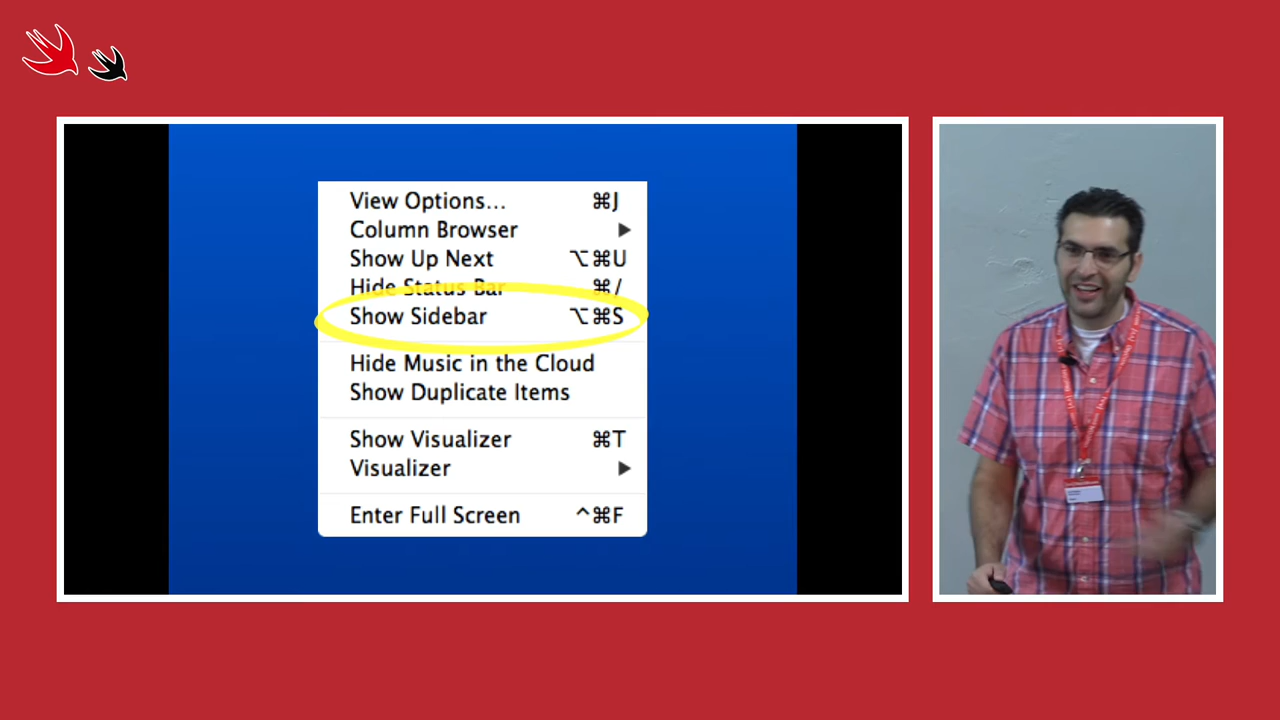 View Options... ⌘J
Column Browser ▶
Show Up Next ⌥⌘U
Hide Status Bar ⌘/
Show Sidebar ⌥⌘S
Hide Music in the Cloud
Show Duplicate Items
Show Visualizer ⌘T
Visualizer ▶
Enter Full Screen ^⌘F